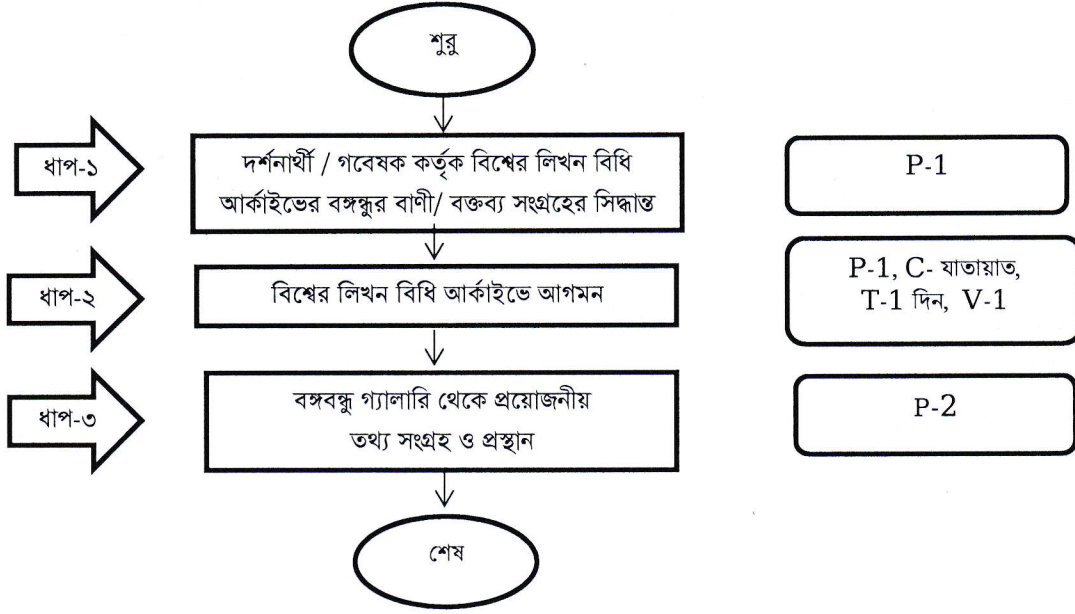 শুরু
ধাপ-১
দর্শনার্থী / গবেষক কর্তৃক বিশ্বের লিখন বিধি
আর্কাইভের বঙ্গন্ধুর বাণী/ বক্তব্য সংগ্রহের সিদ্ধান্ত
P-1
ধাপ-২
বিশ্বের লিখন বিধি আর্কাইভে আগমন
P-1, C- যাতায়াত,
T-1 দিন, V-1
ধাপ-৩
বঙ্গবন্ধু গ্যালারি থেকে প্রয়োজনীয়
তথ্য সংগ্রহ ও প্রস্থান
P-2
শেষ